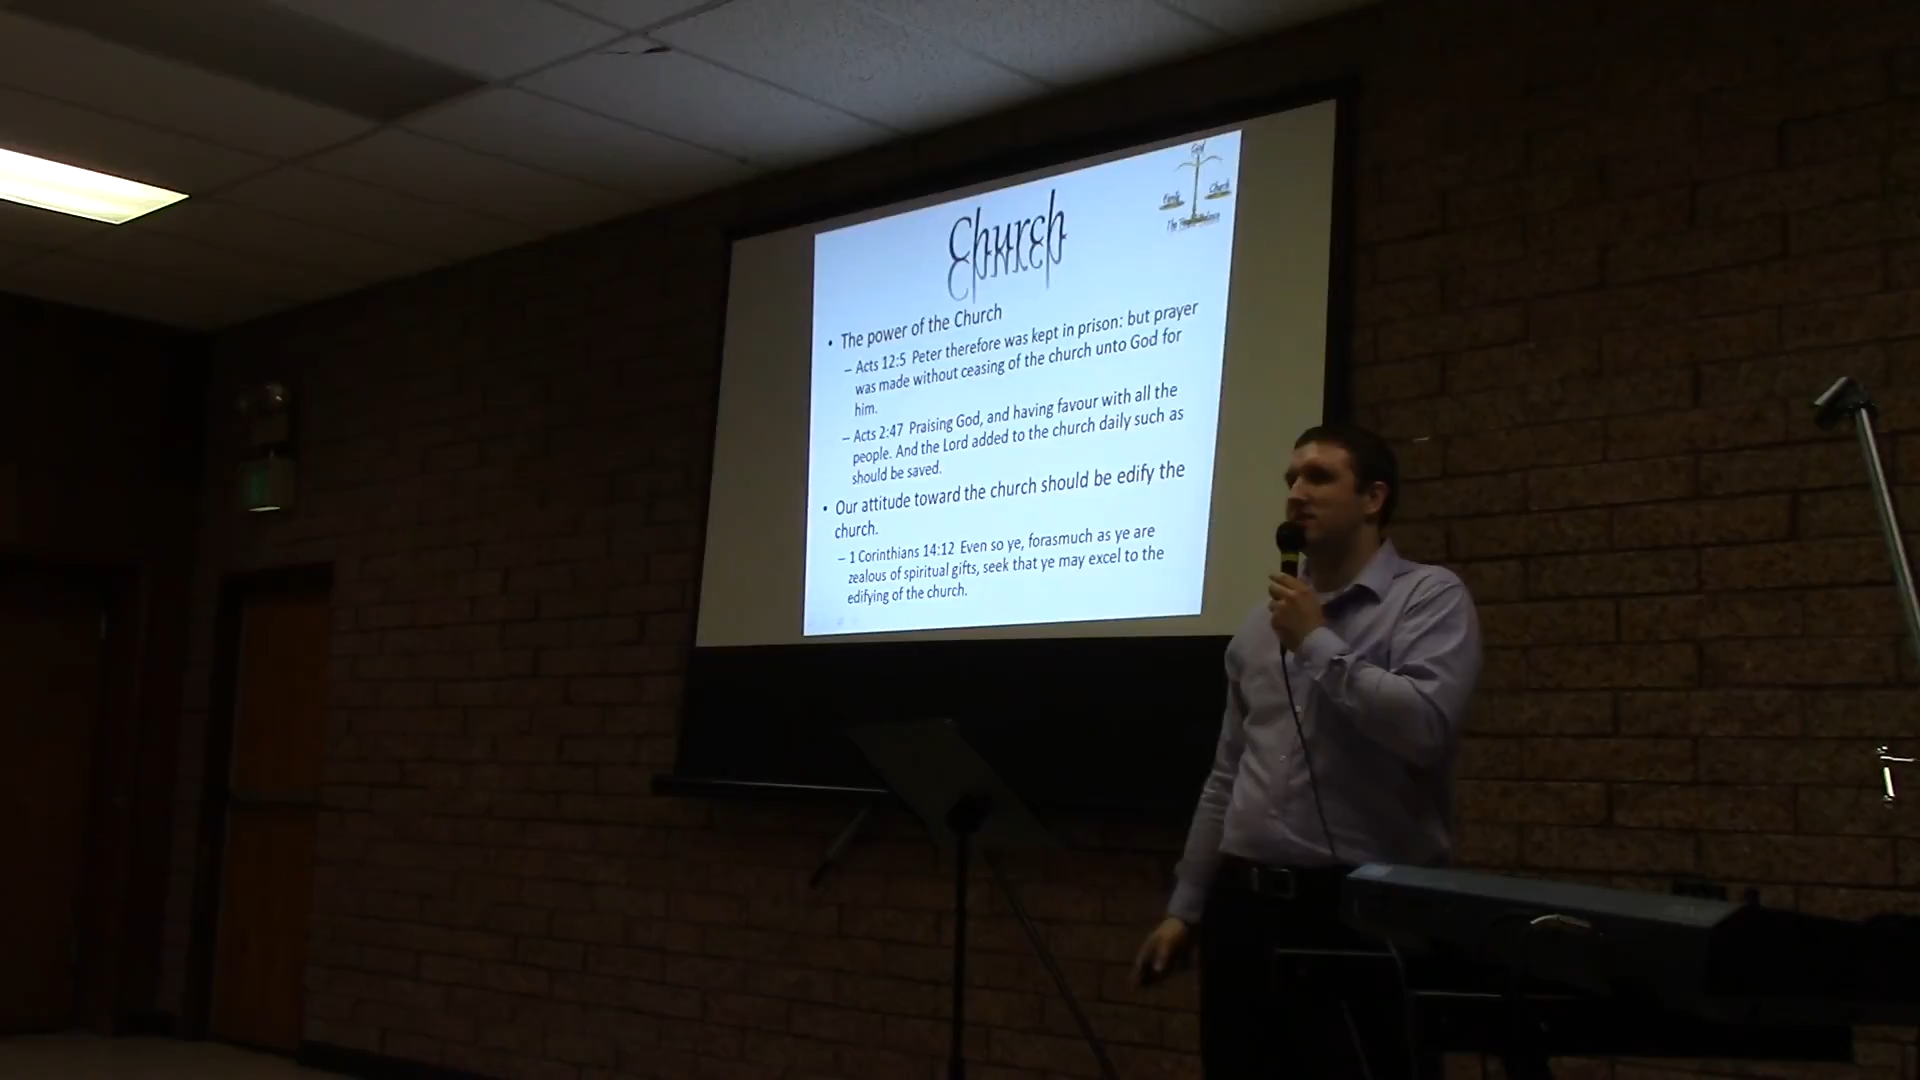 God
Family
Church
The
Balance
Church
• The power of the Church
– Acts 12:5 Peter therefore was kept in prison: but prayer
was made without ceasing of the church unto God for
him.
– Acts 2:47 Praising God, and having favour with all the
people. And the Lord added to the church daily such as
should be saved.
• Our attitude toward the church should be edify the
church.
– 1 Corinthians 14:12 Even so ye, forasmuch as ye are
zealous of spiritual gifts, seek that ye may excel to the
edifying of the church.